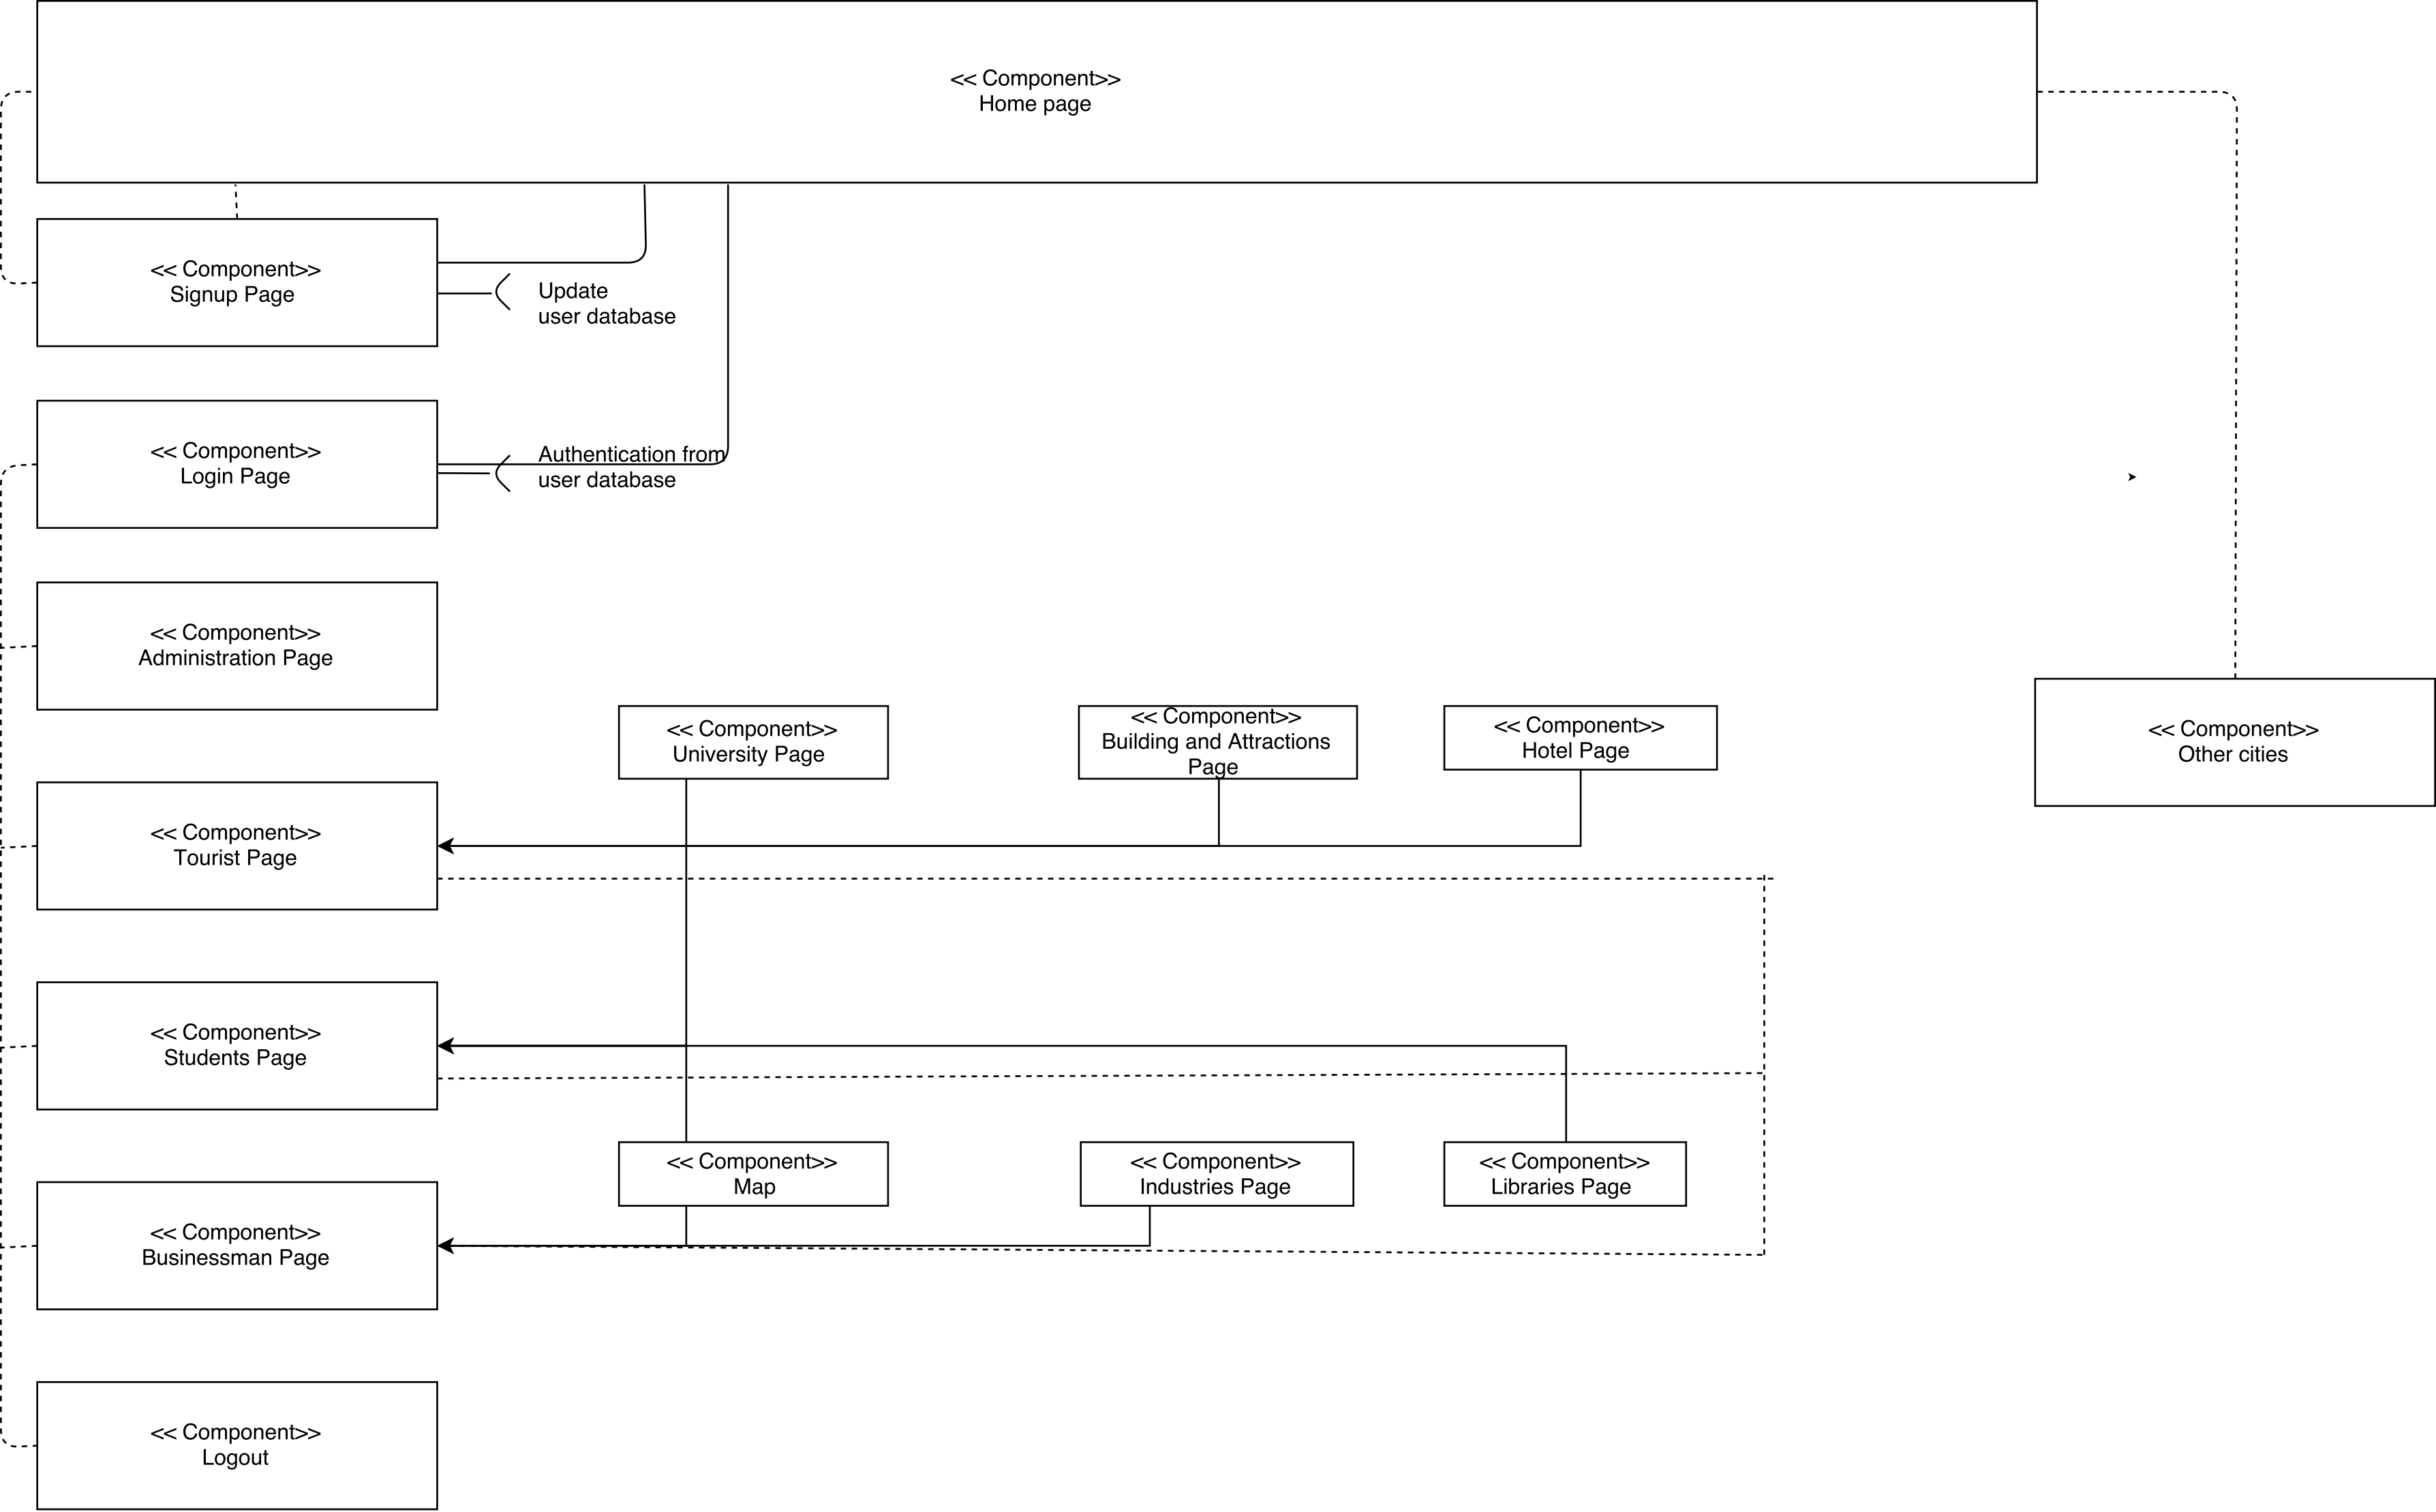 << Component>>
Home page
<< Component>>
Signup Page
Update
user database
<< Component>>
Login Page
Authentication from
user database
<< Component>>
Administration Page
<< Component>>
University Page
<< Component>>
Building and Attractions
Page
<< Component>>
Hotel Page
<< Component>>
Other cities
<< Component>>
Tourist Page
<< Component>>
Students Page
<< Component>>
Map
<< Component>>
Industries Page
<< Component>>
Libraries Page
<< Component>>
Businessman Page
<< Component>>
Logout